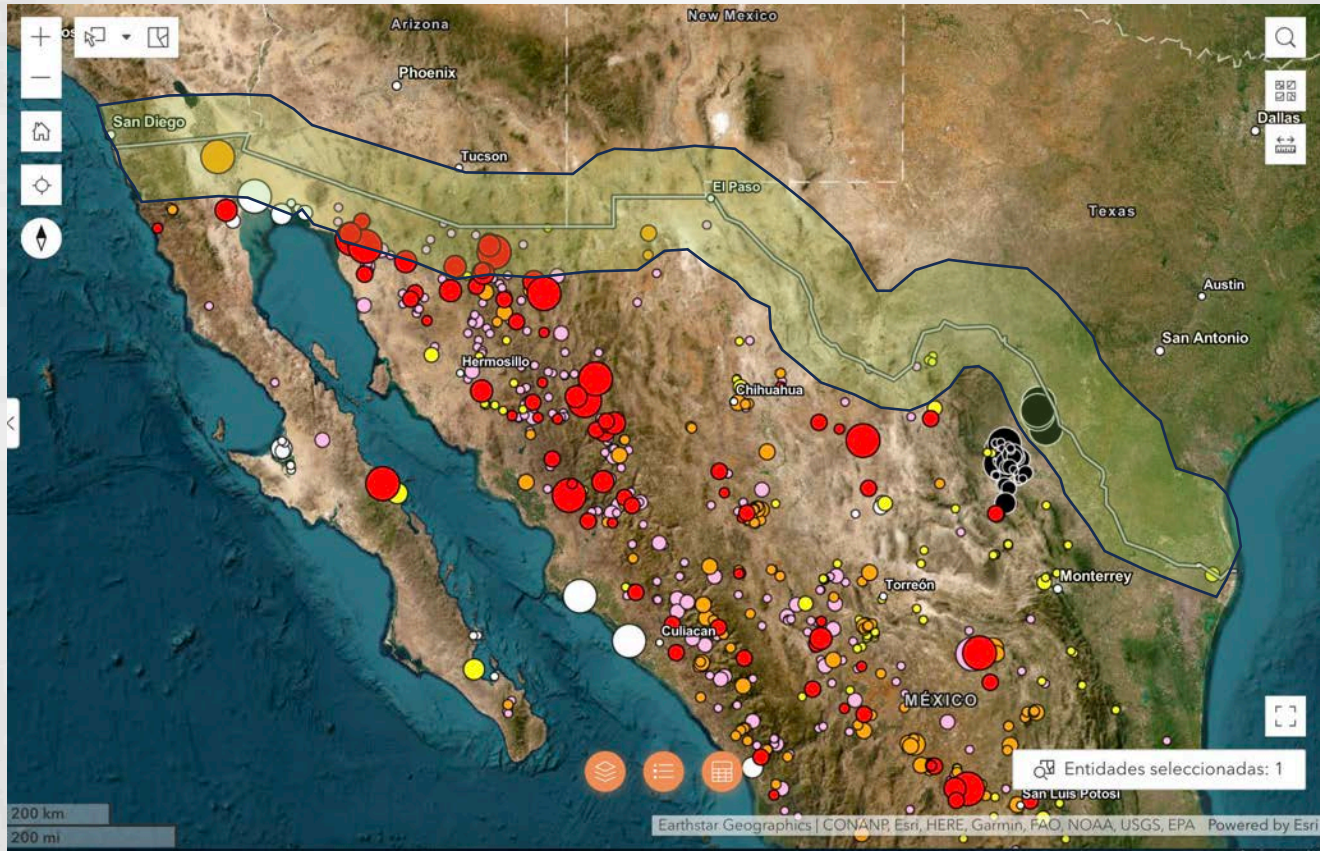 Arizona
New Mexico
os
Phoenix
Dallas
San Diego
Tucson
El Paso
Texas
Austin
San Antonio
Hermosillo
Chihuahua
Monterrey
Torreón
Culiacan
MÉXICO
Entidades seleccionadas: 1
San Luis Potosí
200 km
200 mi
Earthstar Geographics | CONANP, Esri, HERE, Garmin, FAO, NOAA, USGS, EPA Powered by Esri